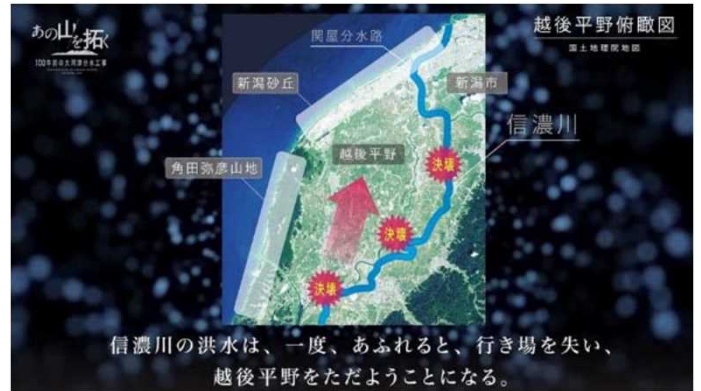 あの山を拓く
100年前の大河津分水工事
越後平野俯瞰図
国土地理院地図
関屋分水路
新潟砂丘
新潟市
信濃川
越後平野
角田弥彦山地
決壊
決壊
決壊
信濃川の洪水は、一度、あふれると、行き場を失い、
越後平野をただようことになる。